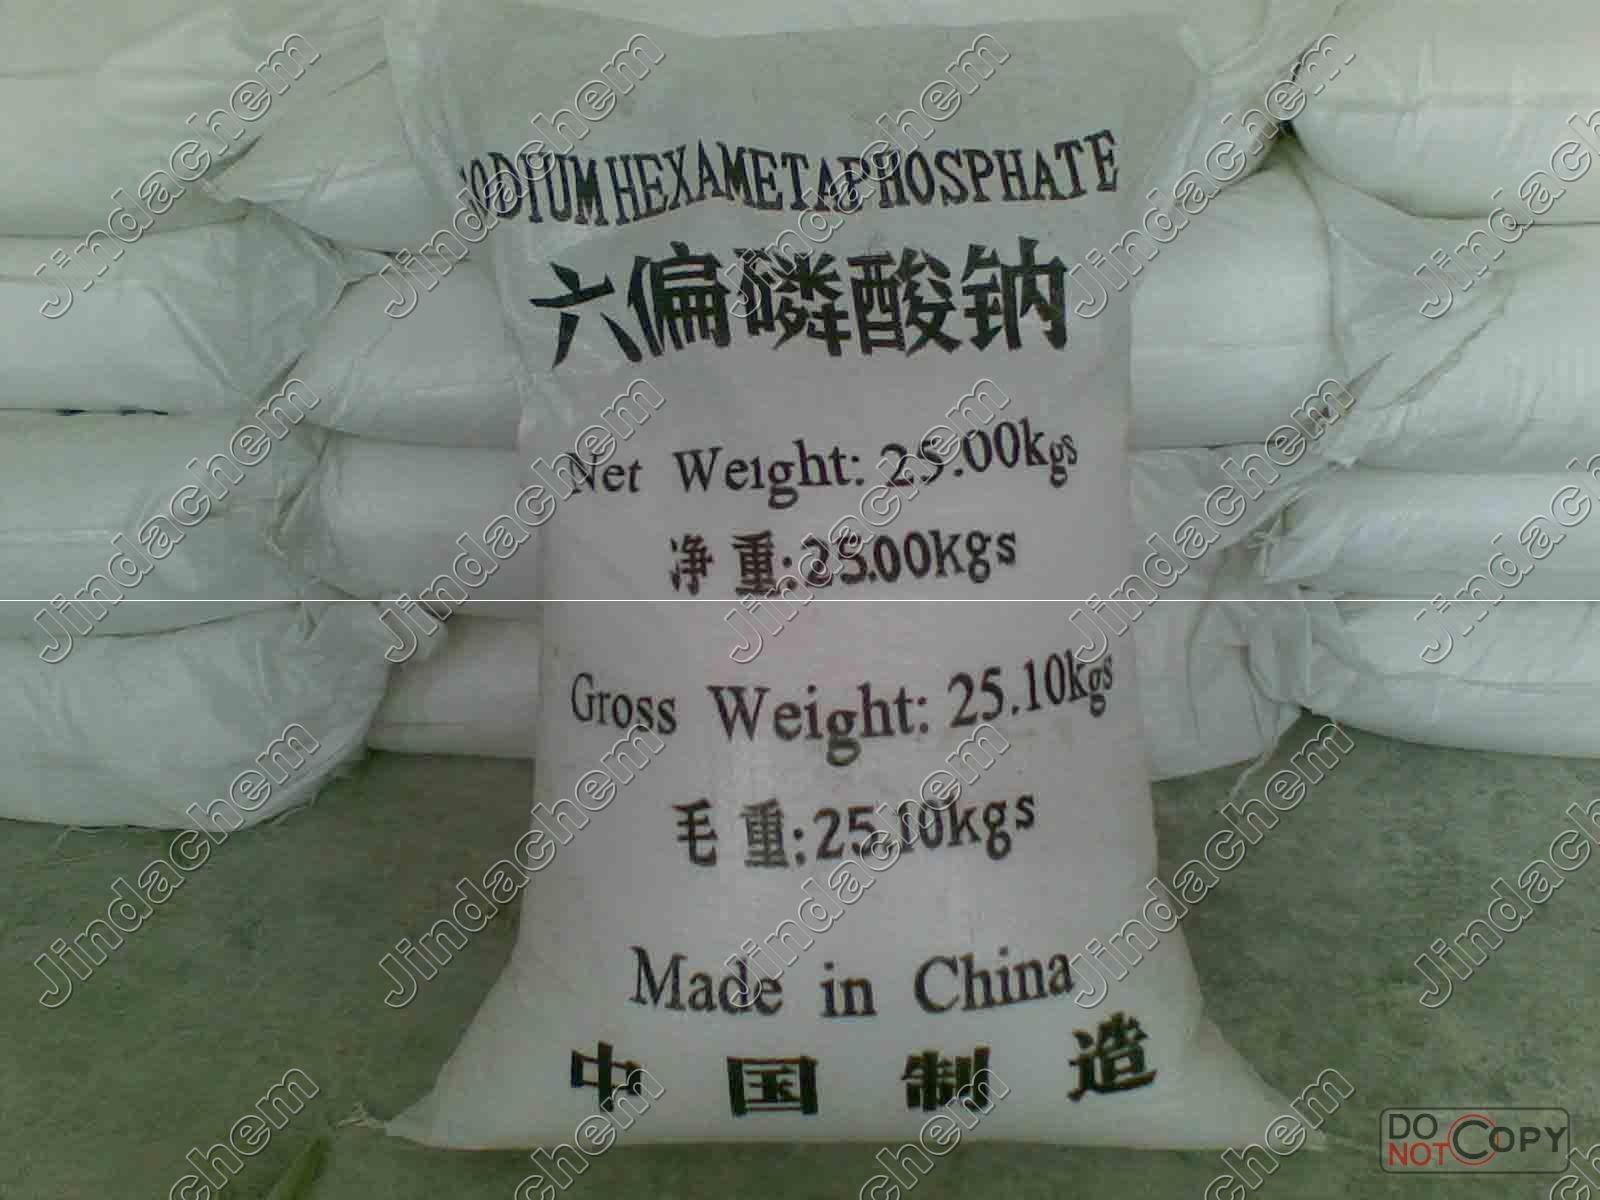 SODIUM HEXAMETAPHOSPHATE
六偏磷酸钠
Net Weight: 25.00kgs
净 重:25.00kgs
Gross Weight: 25.10kgs
毛 重:25.10kgs
Made in China
中 国 制 造
Jindachem
DO NOT COPY